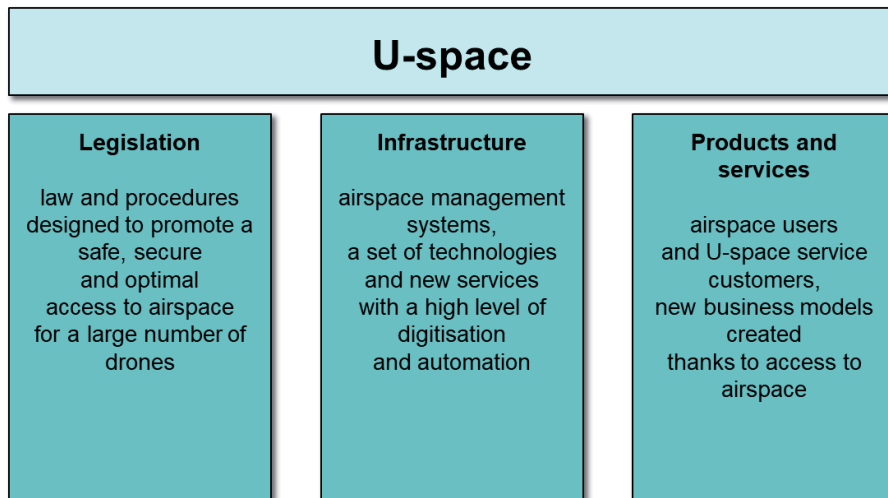 U-space
Legislation
law and procedures
designed to promote a
safe, secure
and optimal
access to airspace
for a large number of
drones
Infrastructure
airspace management
systems,
a set of technologies
and new services
with a high level of
digitisation
and automation
Products and
services
airspace users
and U-space service
customers,
new business models
created
thanks to access to
airspace